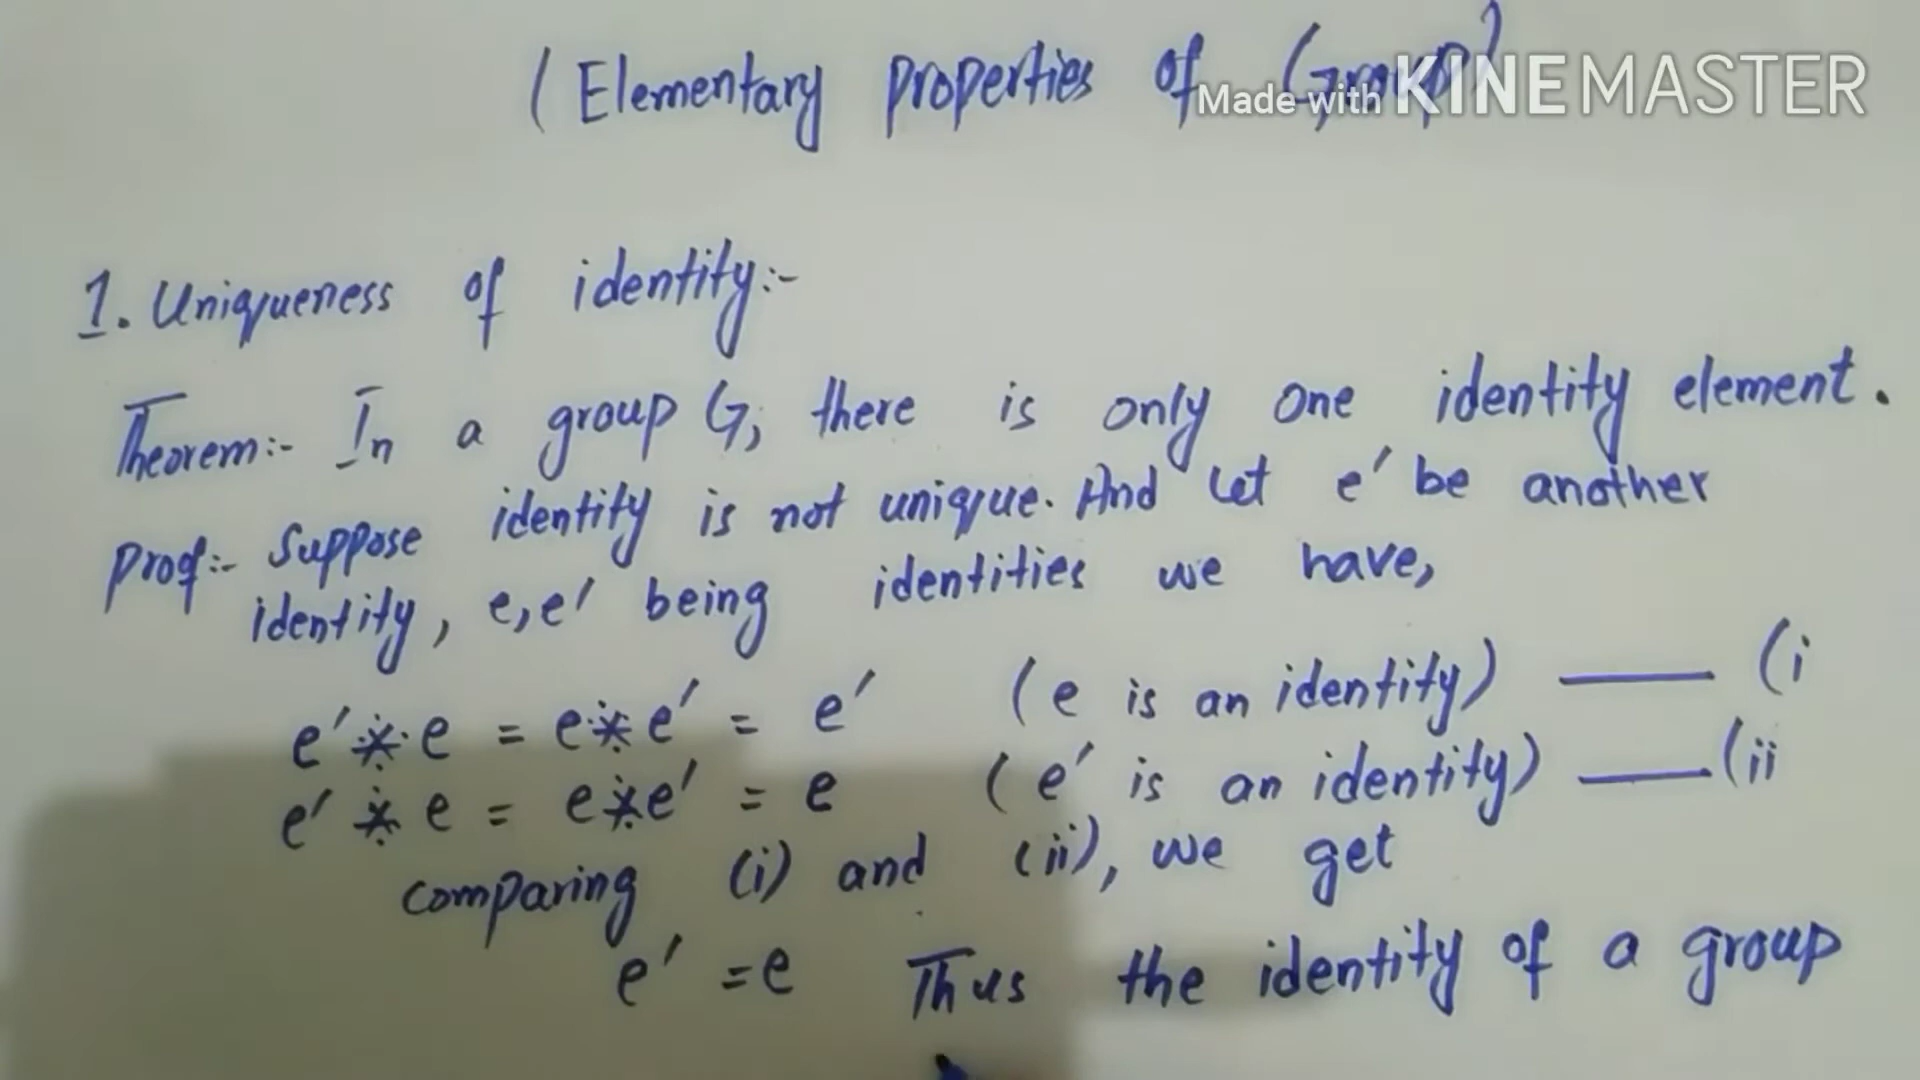 (Elementary properties of Group)
Made with KINEMASTER
1. Uniqueness of identity:-
Theorem:- In a group G, there is only one identity element.
Proof:- Suppose identity is not unique. And Let e' be another
identity, e,e' being identities we have,
e' * e = e * e' = e' (e is an identity) —— (i
e' * e = e * e' = e (e' is an identity) —— (ii
comparing (i) and (ii), we get
e' = e Thus the identity of a group